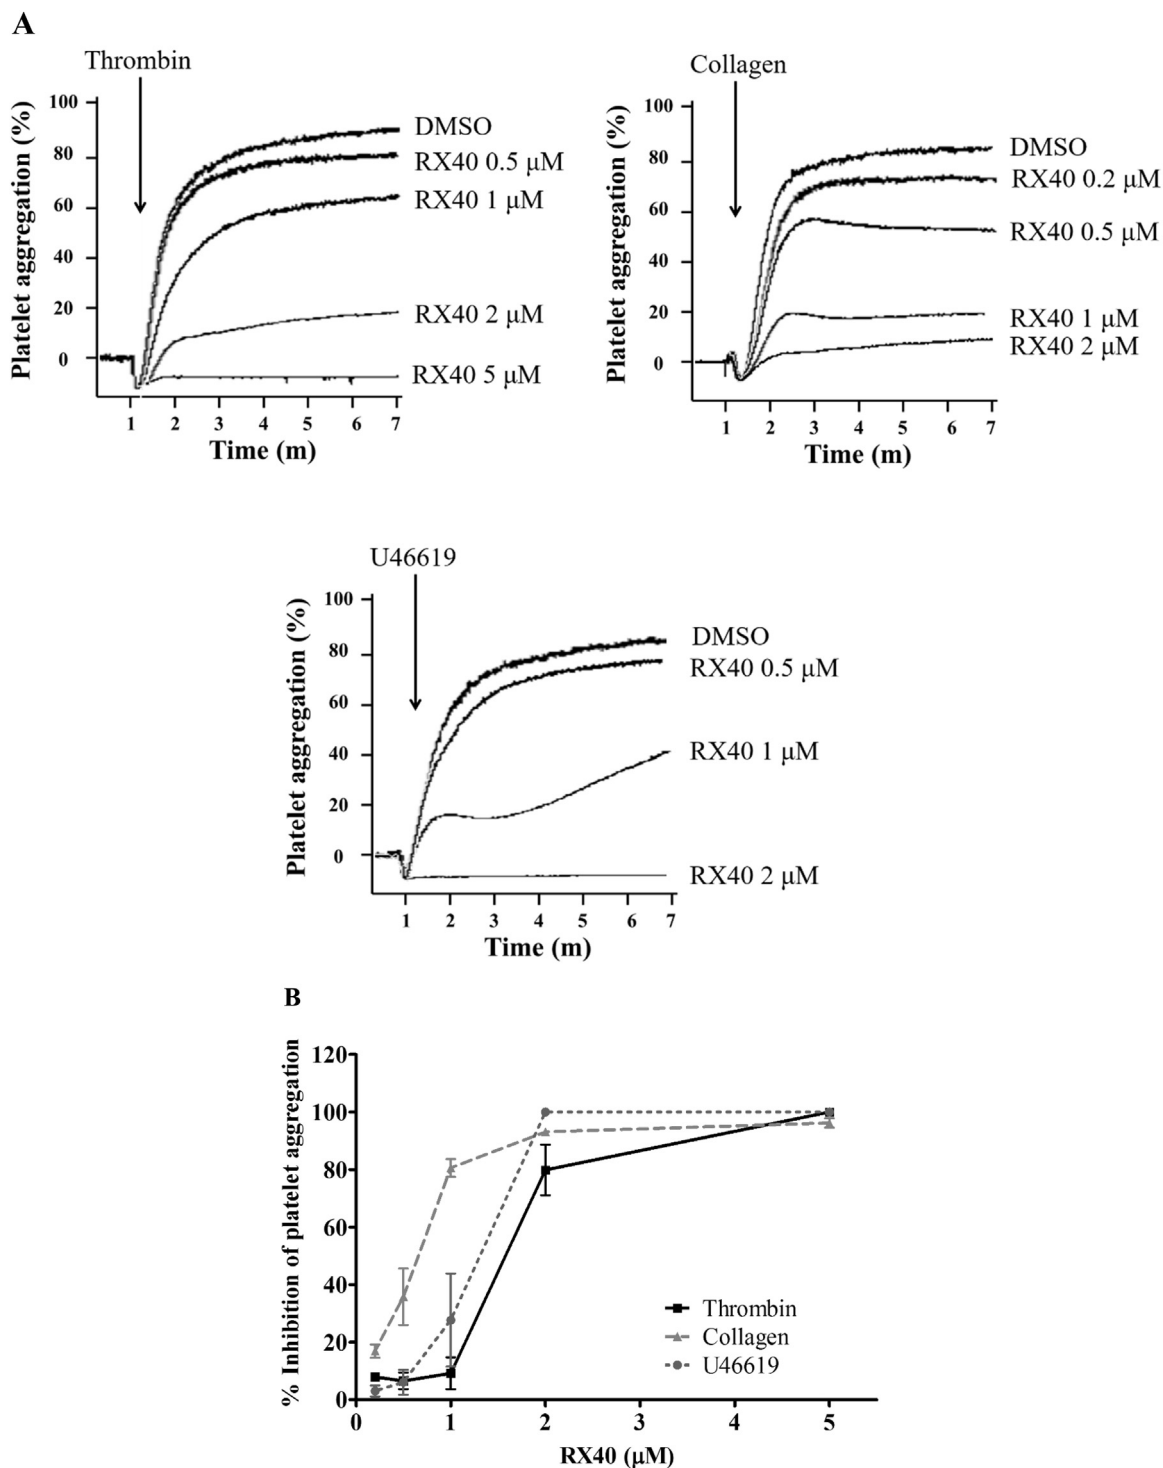 A
Thrombin
Platelet aggregation (%)
100
80
60
40
20
0
DMSO
RX40 0.5 µM
RX40 1 µM
RX40 2 µM
RX40 5 µM
1 2 3 4 5 6 7
Time (m)
Collagen
Platelet aggregation (%)
100
80
60
40
20
0
DMSO
RX40 0.2 µM
RX40 0.5 µM
RX40 1 µM
RX40 2 µM
1 2 3 4 5 6 7
Time (m)
U46619
Platelet aggregation (%)
100
80
60
40
20
0
DMSO
RX40 0.5 µM
RX40 1 µM
RX40 2 µM
1 2 3 4 5 6 7
Time (m)
B
% Inhibition of platelet aggregation
120
100
80
60
40
20
0
Thrombin
Collagen
U46619
0 1 2 3 4 5
RX40 (µM)